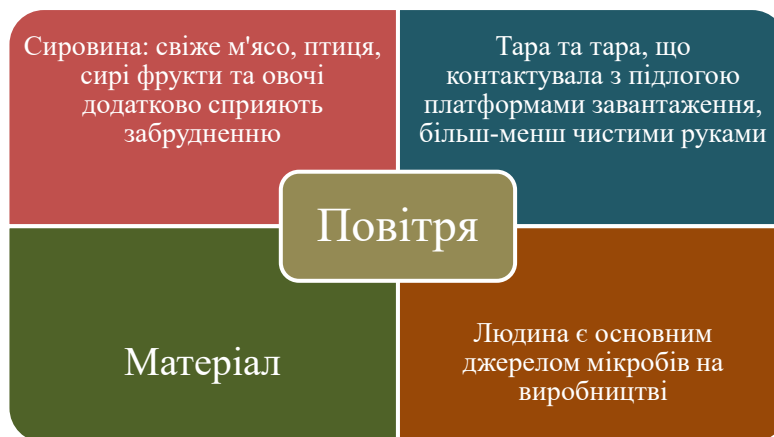 Сировина: свіже м'ясо, птиця,
сирі фрукти та овочі
додатково сприяють
забрудненню
Тара та тара, що
контактувала з підлогою
платформами завантаження,
більш-менш чистими руками
Повітря
Матеріал
Людина є основним
джерелом мікробів на
виробництві